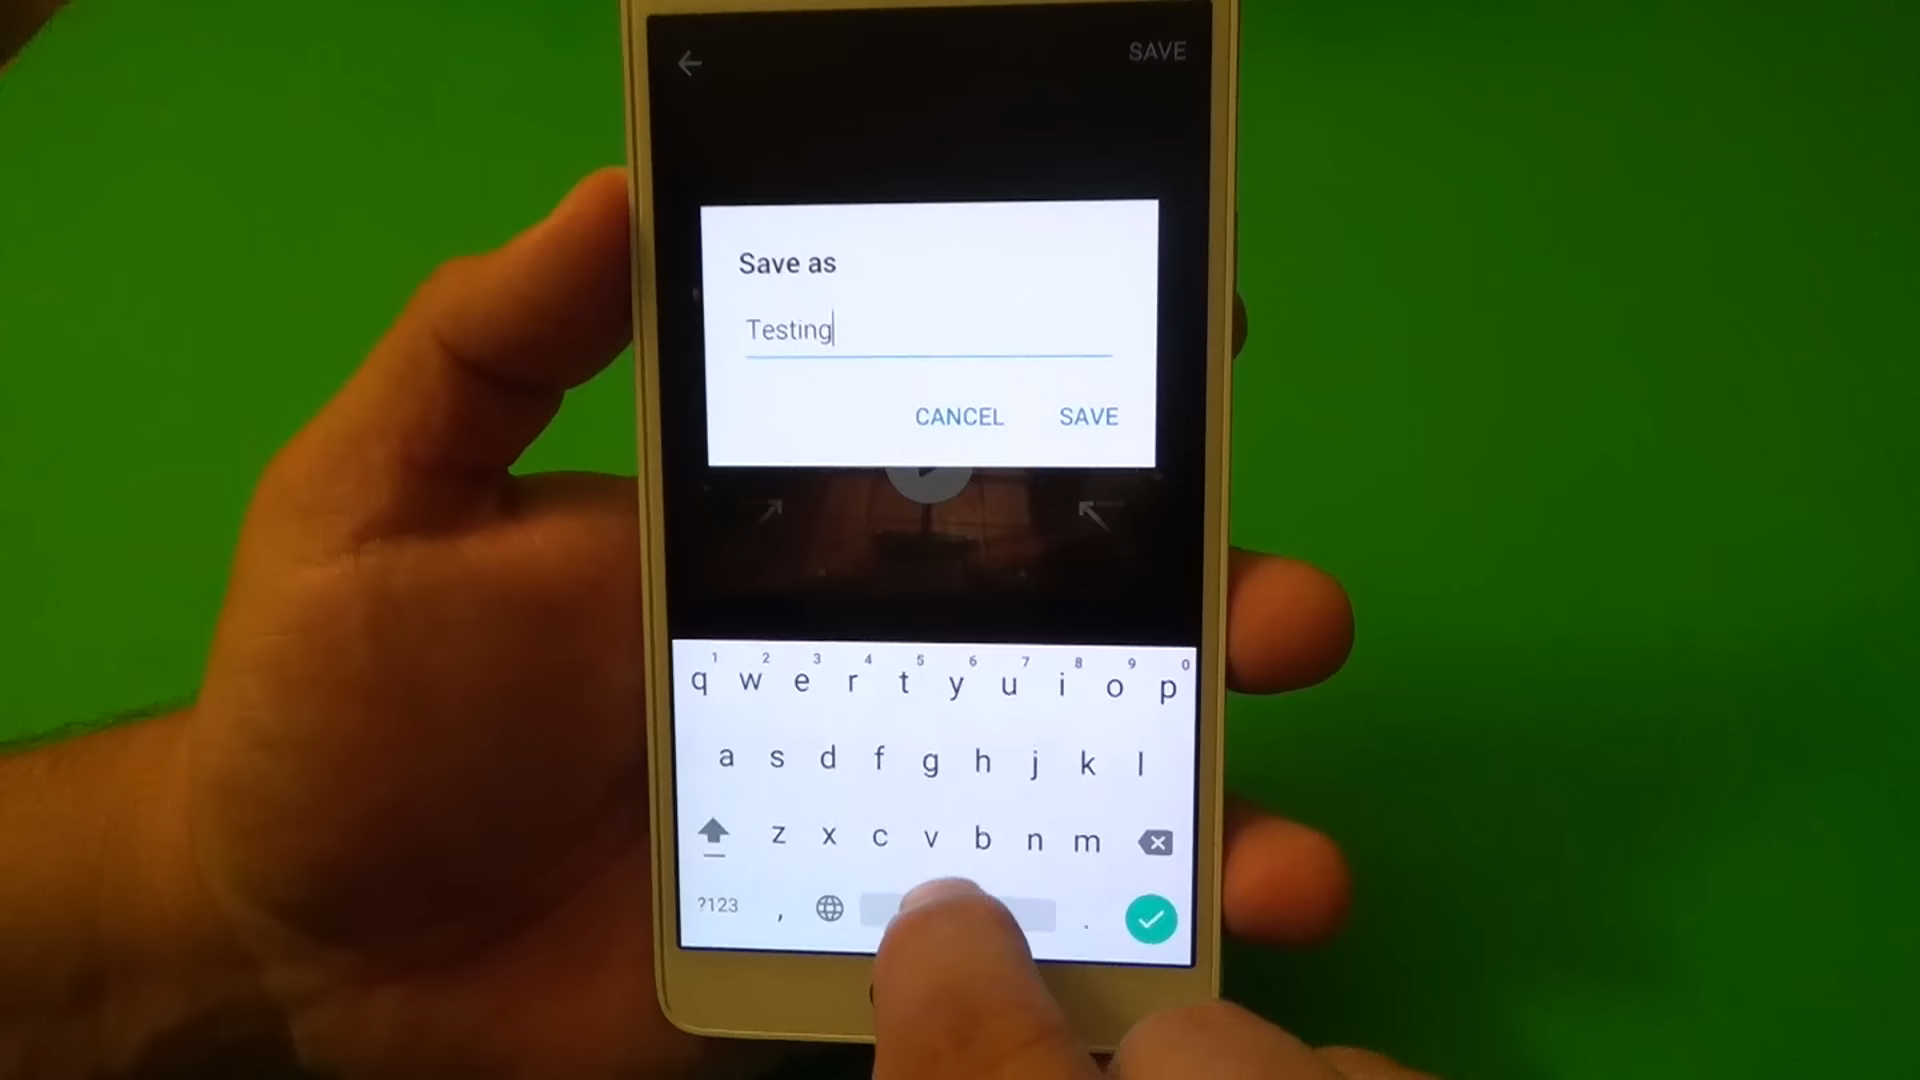 SAVE
Save as
Testing
CANCEL SAVE
1 2 3 4 5 6 7 8 9 0
q w e r t y u i o p
a s d f g h j k l
z x c v b n m
?123 , .